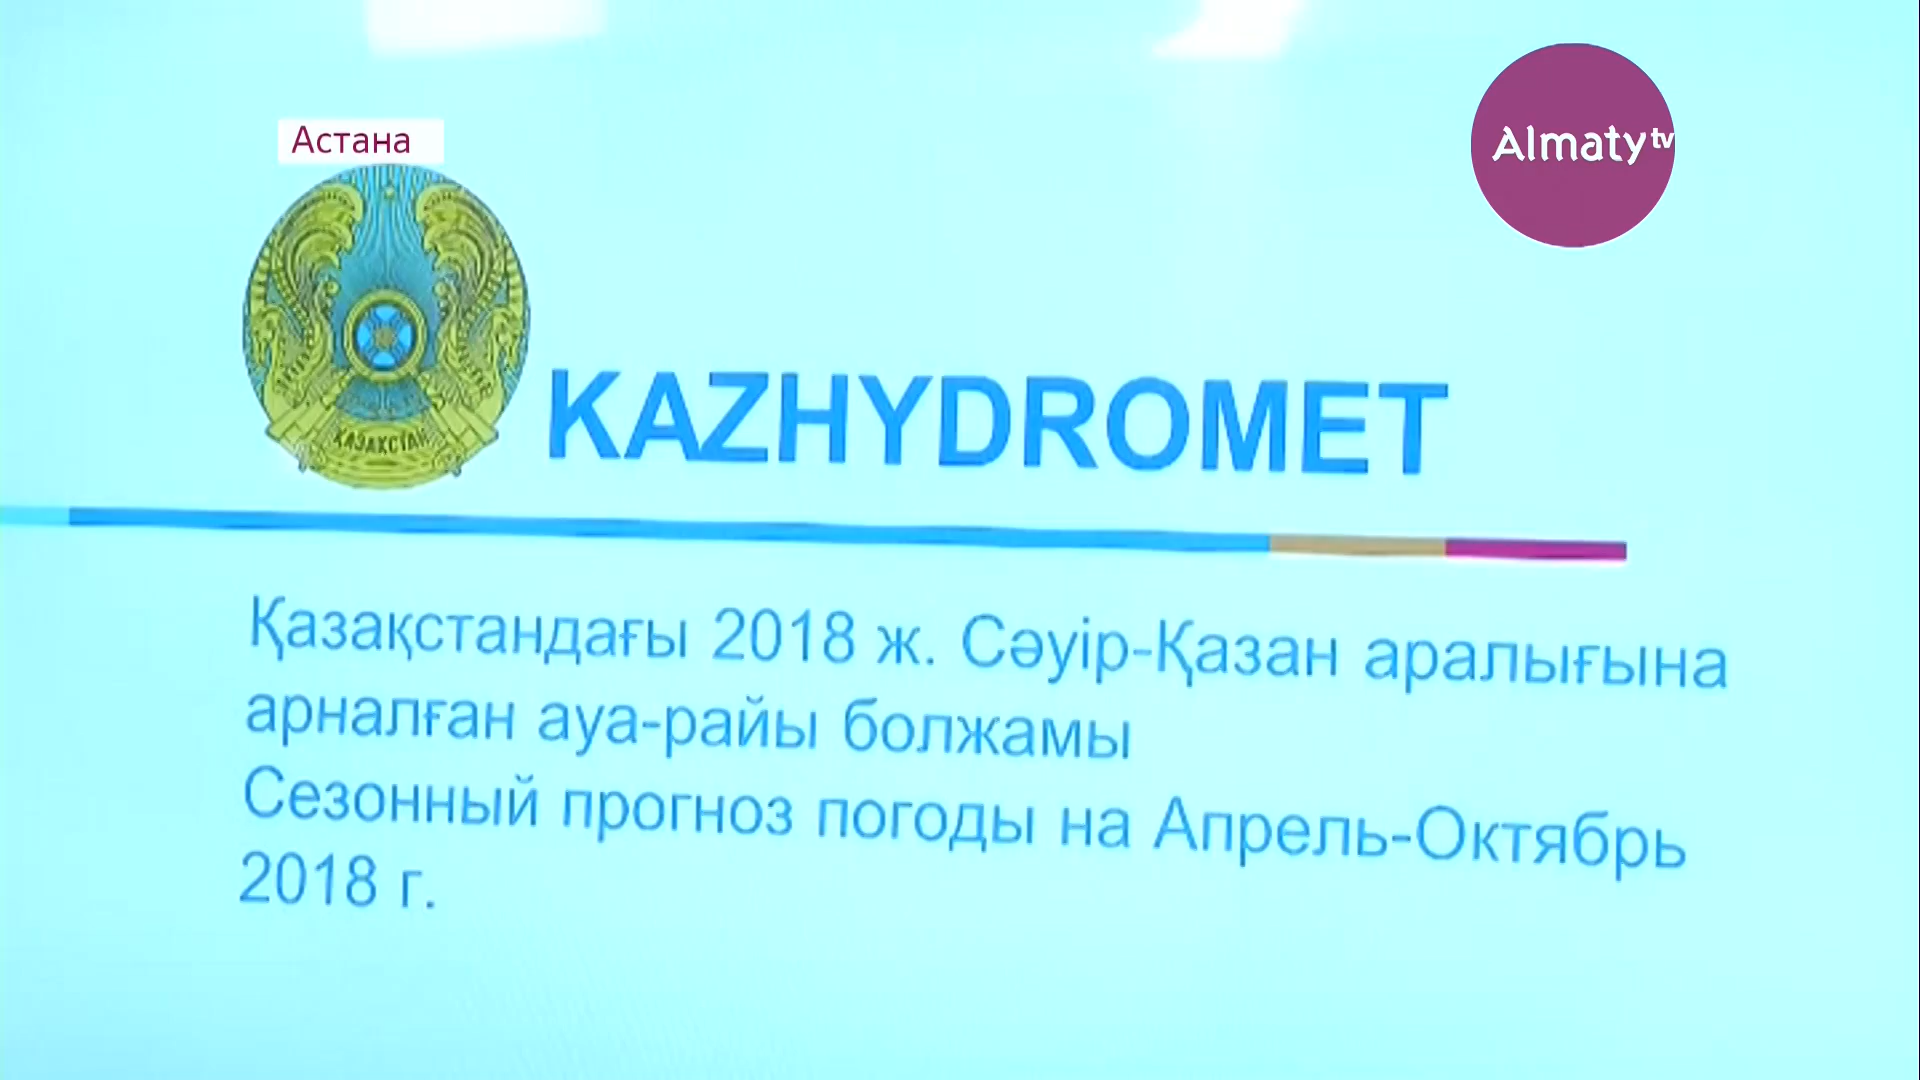 Астана
Almaty tv
ҚАЗАҚСТАН
KAZHYDROMET
Қазақстандағы 2018 ж. Сәуір-Қазан аралығына
арналған ауа-райы болжамы
Сезонный прогноз погоды на Апрель-Октябрь
2018 г.